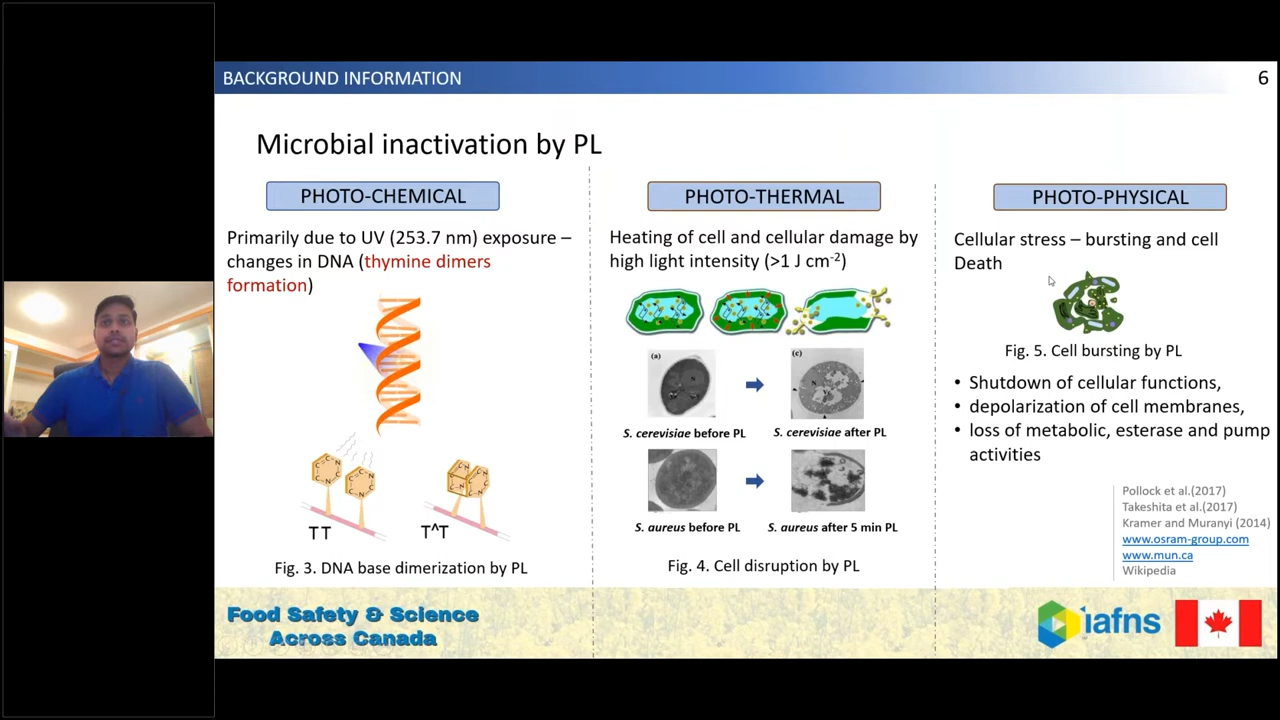 BACKGROUND INFORMATION
6
Microbial inactivation by PL
PHOTO-CHEMICAL
Primarily due to UV (253.7 nm) exposure –
changes in DNA (thymine dimers
formation)
TT
T^T
Fig. 3. DNA base dimerization by PL
PHOTO-THERMAL
Heating of cell and cellular damage by
high light intensity (>1 J cm-2)
(a)
N
(c)
N
S. cerevisiae before PL
S. cerevisiae after PL
S. aureus before PL
S. aureus after 5 min PL
Fig. 4. Cell disruption by PL
PHOTO-PHYSICAL
Cellular stress – bursting and cell
Death
Fig. 5. Cell bursting by PL
• Shutdown of cellular functions,
• depolarization of cell membranes,
• loss of metabolic, esterase and pump
activities
Pollock et al.(2017)
Takeshita et al.(2017)
Kramer and Muranyi (2014)
www.osram-group.com
www.mun.ca
Wikipedia
Food Safety & Science
Across Canada
iafns